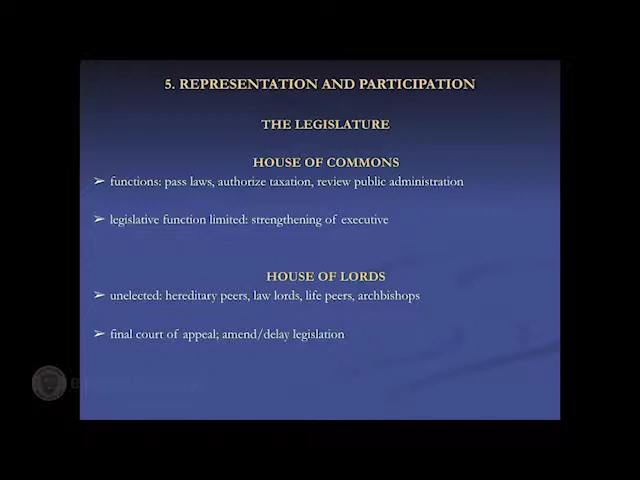 5. REPRESENTATION AND PARTICIPATION
THE LEGISLATURE
HOUSE OF COMMONS
➢ functions: pass laws, authorize taxation, review public administration
➢ legislative function limited: strengthening of executive
HOUSE OF LORDS
➢ unelected: hereditary peers, law lords, life peers, archbishops
➢ final court of appeal; amend/delay legislation